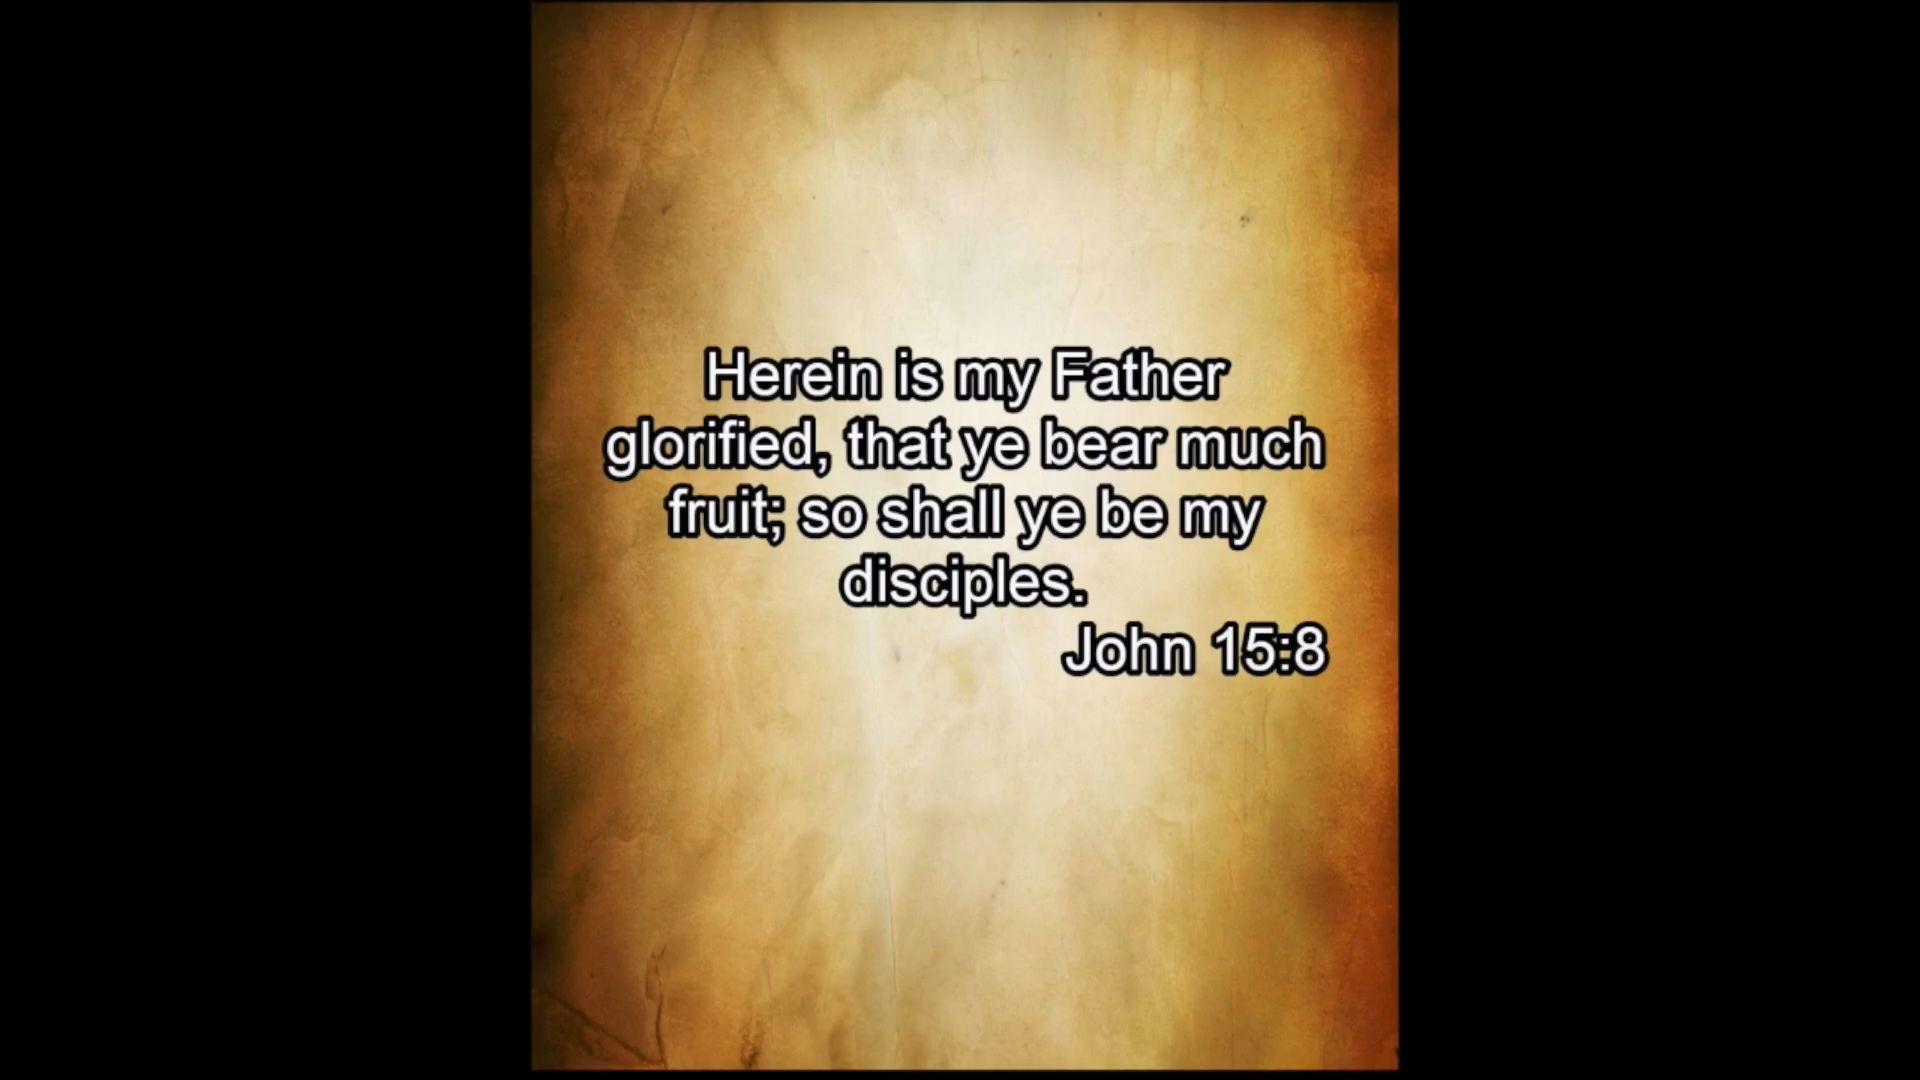 Herein is my Father
glorified, that ye bear much
fruit; so shall ye be my
disciples.
John 15:8